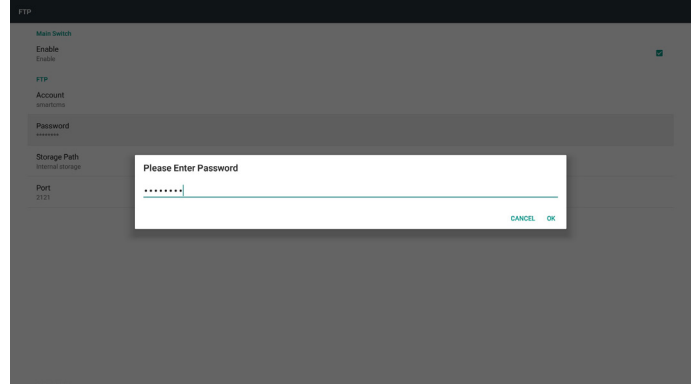 FTP
Main Switch
Enable
Enable
FTP
Account
smartcms
Password
********
Storage Path
Internal storage
Port
2121
Please Enter Password
••••••••
CANCEL OK